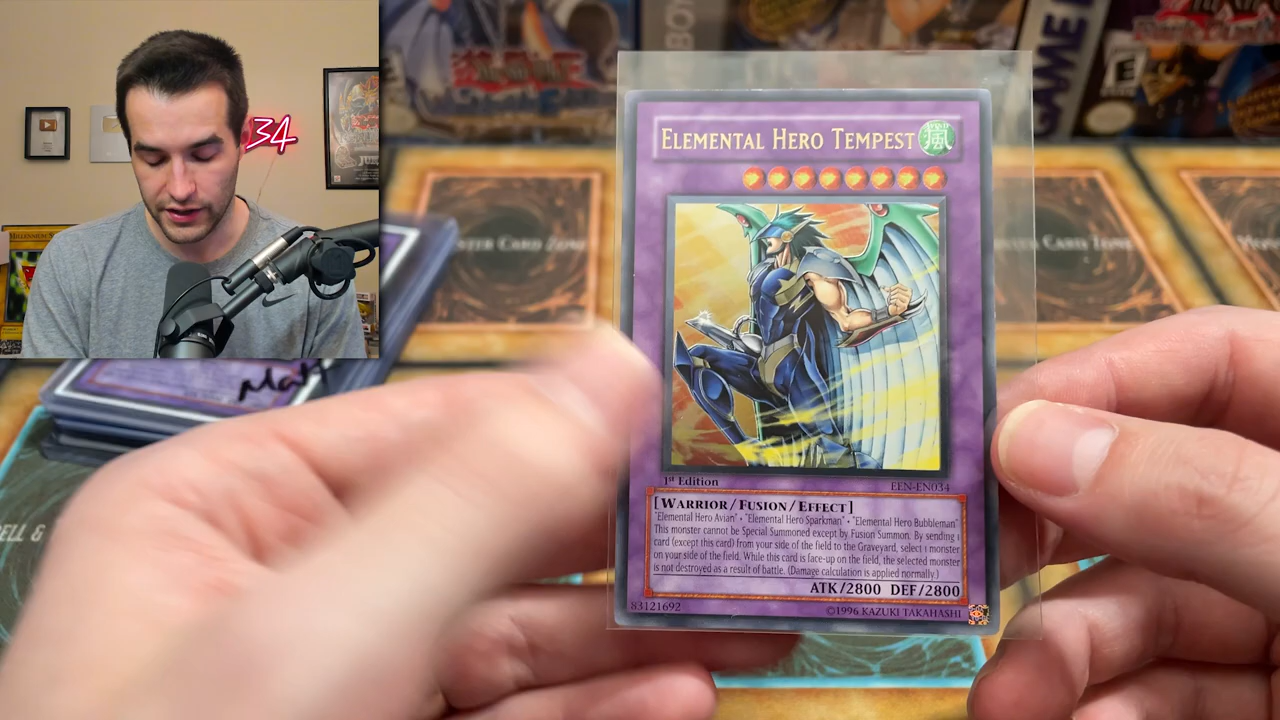 34
MATT
GAME
E
ELEMENTAL HERO TEMPEST
風
1st Edition
EEN-EN034
[WARRIOR/FUSION/EFFECT]
"Elemental Hero Avian" + "Elemental Hero Sparkman" + "Elemental Hero Bubbleman"
This monster cannot be Special Summoned except by Fusion Summon. By sending 1
card (except this card) from your side of the field to the Graveyard, select 1 monster
on your side of the field. While this card is face-up on the field, the selected monster
is not destroyed as a result of battle. (Damage calculation is applied normally.)
ATK/2800 DEF/2800
83121692
©1996 KAZUKI TAKAHASHI
ELL &